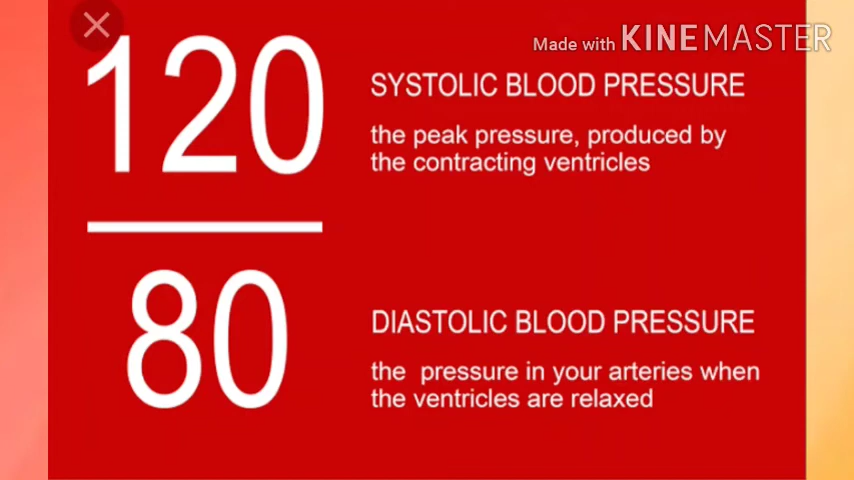 Made with KINEMASTER
120
SYSTOLIC BLOOD PRESSURE
the peak pressure, produced by
the contracting ventricles
80
DIASTOLIC BLOOD PRESSURE
the pressure in your arteries when
the ventricles are relaxed